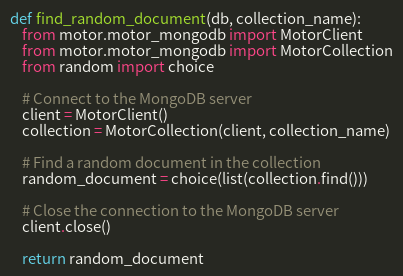 def find_random_document(db, collection_name):
from motor.motor_mongodb import MotorClient
from motor.motor_mongodb import MotorCollection
from random import choice
# Connect to the MongoDB server
client = MotorClient()
collection = MotorCollection(client, collection_name)
# Find a random document in the collection
random_document = choice(list(collection.find()))
# Close the connection to the MongoDB server
client.close()
return random_document